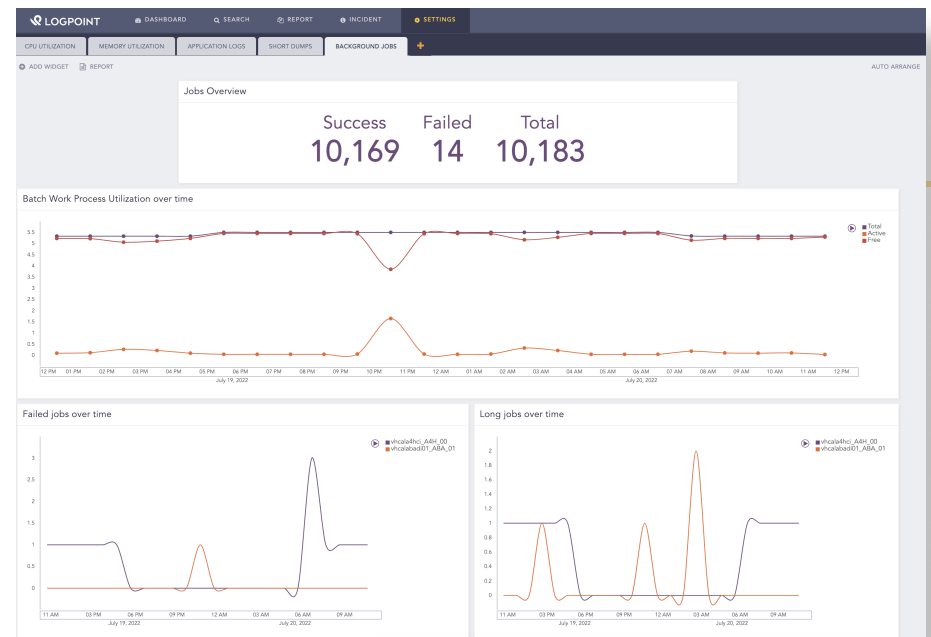 LOGPOINT DASHBOARD SEARCH REPORT INCIDENT SETTINGS
CPU UTILIZATION MEMORY UTILIZATION APPLICATION LOGS SHORT DUMPS BACKGROUND JOBS
ADD WIDGET REPORT AUTO ARRANGE
Jobs Overview
Success Failed Total
10,169 14 10,183
Batch Work Process Utilization over time
5.5
5
4.5
4
3.5
3
2.5
2
1.5
1
0.5
0
Total
Active
Free
12 PM 01 PM 02 PM 03 PM 04 PM 05 PM 06 PM 07 PM 08 PM 09 PM 10 PM 11 PM 12 AM 01 AM 02 AM 03 AM 04 AM 05 AM 06 AM 07 AM 08 AM 09 AM 10 AM 11 AM 12 PM
July 19, 2022 July 20, 2022
Failed jobs over time
vhcala4hci_A4H_00
vhcalabadi01_ABA_01
3
2.5
2
1.5
1
0.5
0
11 AM 03 PM 06 PM 09 PM 12 AM 03 AM 06 AM 09 AM
July 19, 2022 July 20, 2022
Long jobs over time
vhcala4hci_A4H_00
vhcalabadi01_ABA_01
2
1.8
1.6
1.4
1.2
1
0.8
0.6
0.4
0.2
0
11 AM 03 PM 06 PM 09 PM 12 AM 03 AM 06 AM 09 AM
July 19, 2022 July 20, 2022